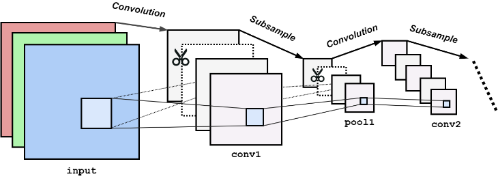 Convolution
Subsample
Convolution
Subsample
input
conv1
pool1
conv2